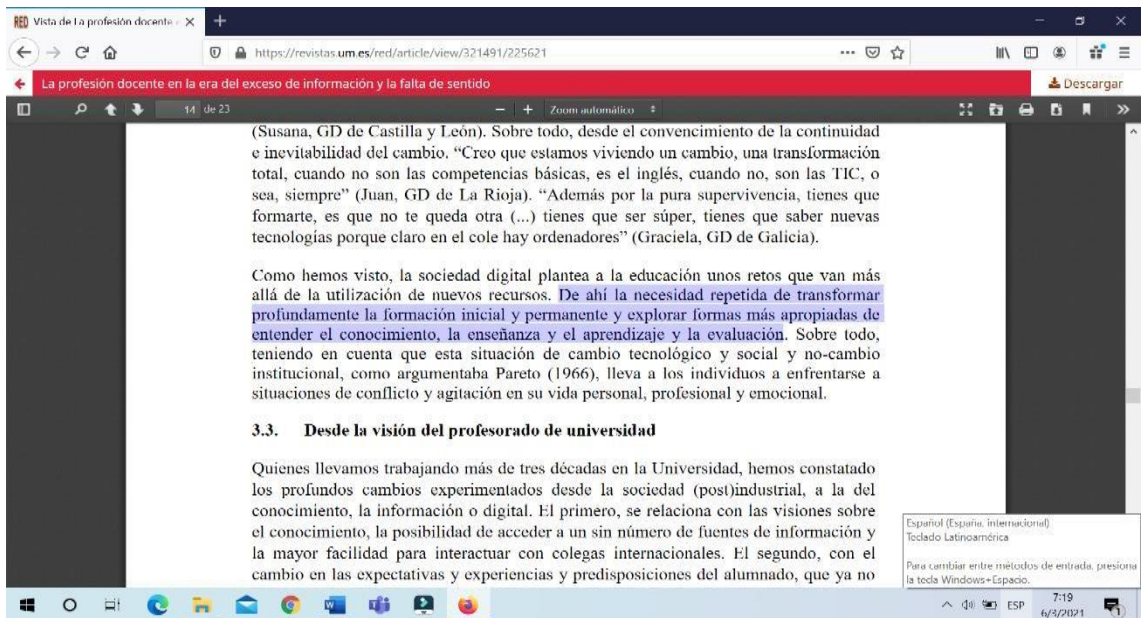 RED Vista de La profesión docente e
https://revistas.um.es/red/article/view/321491/225621
La profesión docente en la era del exceso de información y la falta de sentido
Descargar
14 de 23
Zoom automático
(Susana, GD de Castilla y León). Sobre todo, desde el convencimiento de la continuidad
e inevitabilidad del cambio. “Creo que estamos viviendo un cambio, una transformación
total, cuando no son las competencias básicas, es el inglés, cuando no, son las TIC, o
sea, siempre” (Juan, GD de La Rioja). “Además por la pura supervivencia, tienes que
formarte, es que no te queda otra (...) tienes que ser súper, tienes que saber nuevas
tecnologías porque claro en el cole hay ordenadores” (Graciela, GD de Galicia).
Como hemos visto, la sociedad digital plantea a la educación unos retos que van más
allá de la utilización de nuevos recursos. De ahí la necesidad repetida de transformar
profundamente la formación inicial y permanente y explorar formas más apropiadas de
entender el conocimiento, la enseñanza y el aprendizaje y la evaluación. Sobre todo,
teniendo en cuenta que esta situación de cambio tecnológico y social y no-cambio
institucional, como argumentaba Pareto (1966), lleva a los individuos a enfrentarse a
situaciones de conflicto y agitación en su vida personal, profesional y emocional.
3.3. Desde la visión del profesorado de universidad
Quienes llevamos trabajando más de tres décadas en la Universidad, hemos constatado
los profundos cambios experimentados desde la sociedad (post)industrial, a la del
conocimiento, la información o digital. El primero, se relaciona con las visiones sobre
el conocimiento, la posibilidad de acceder a un sin número de fuentes de información y
la mayor facilidad para interactuar con colegas internacionales. El segundo, con el
cambio en las expectativas y experiencias y predisposiciones del alumnado, que ya no
Español (España, internacional)
Teclado Latinoamérica
Para cambiar entre métodos de entrada, presiona
la tecla Windows+Espacio.
ESP
7:19
6/3/2021